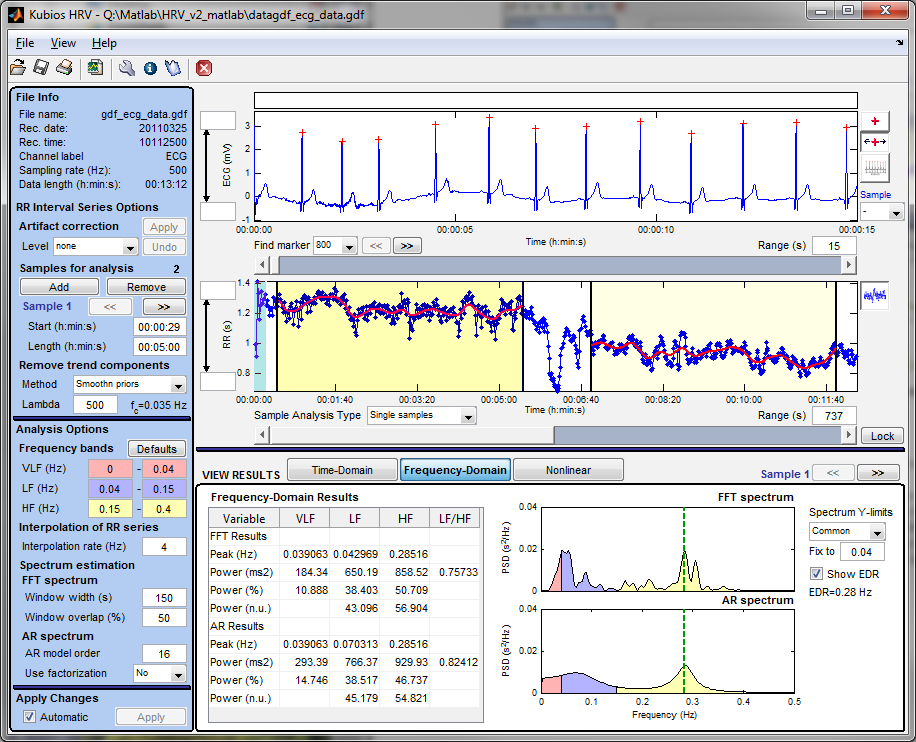 Kubios HRV - Q:\Matlab\HRV_v2_matlab\datagdf_ecg_data.gdf
File View Help
File Info
File name: gdf_ecg_data.gdf
Rec. date: 20110325
Rec. time: 10112500
Channel label ECG
Sampling rate (Hz): 500
Data length (h:min:s): 00:13:12
RR Interval Series Options
Artifact correction Apply
Level none Undo
Samples for analysis 2
Add Remove
Sample 1 << >>
Start (h:min:s) 00:00:29
Length (h:min:s) 00:05:00
Remove trend components
Method Smoothn priors
Lambda 500 fc=0.035 Hz
Analysis Options
Frequency bands Defaults
VLF (Hz) 0 - 0.04
LF (Hz) 0.04 - 0.15
HF (Hz) 0.15 - 0.4
Interpolation of RR series
Interpolation rate (Hz) 4
Spectrum estimation
FFT spectrum
Window width (s) 150
Window overlap (%) 50
AR spectrum
AR model order 16
Use factorization No
Apply Changes
Automatic Apply
ECG (mV)
3
2
1
0
-1
00:00:00 00:00:05 00:00:10 00:00:15
Sample
-
Find marker 800 << >> Time (h:min:s) Range (s) 15
RR (s)
1.4
1.2
1
0.8
00:00:00 00:01:40 00:03:20 00:05:00 00:06:40 00:08:20 00:10:00 00:11:40
Sample Analysis Type Single samples Time (h:min:s) Range (s) 737
Lock
VIEW RESULTS Time-Domain Frequency-Domain Nonlinear Sample 1 << >>
Frequency-Domain Results
Variable VLF LF HF LF/HF
FFT Results
Peak (Hz) 0.039063 0.042969 0.28516
Power (ms2) 184.34 650.19 858.52 0.75733
Power (%) 10.888 38.403 50.709
Power (n.u.) 43.096 56.904
AR Results
Peak (Hz) 0.039063 0.070313 0.28516
Power (ms2) 293.39 766.37 929.93 0.82412
Power (%) 14.746 38.517 46.737
Power (n.u.) 45.179 54.821
FFT spectrum
PSD (s²/Hz)
0.04
0.02
0
AR spectrum
PSD (s²/Hz)
0.04
0.02
0
0 0.1 0.2 0.3 0.4 0.5
Frequency (Hz)
Spectrum Y-limits
Common
Fix to 0.04
Show EDR
EDR=0.28 Hz